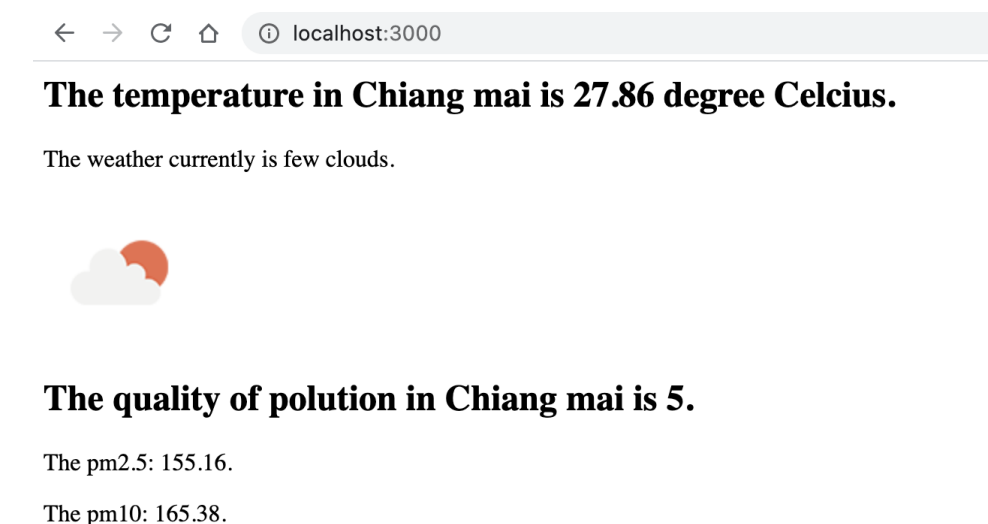 localhost:3000
The temperature in Chiang mai is 27.86 degree Celcius.
The weather currently is few clouds.
The quality of polution in Chiang mai is 5.
The pm2.5: 155.16.
The pm10: 165.38.